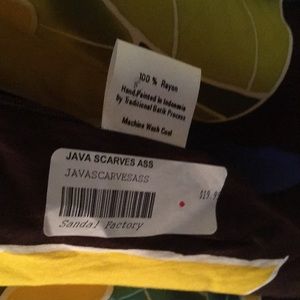 100 % Rayon
Hand-Painted in Indonesia
by Traditional Batik Process
Machine Wash Cool
JAVA SCARVES ASS
JAVASCARVESASS
Sandal Factory